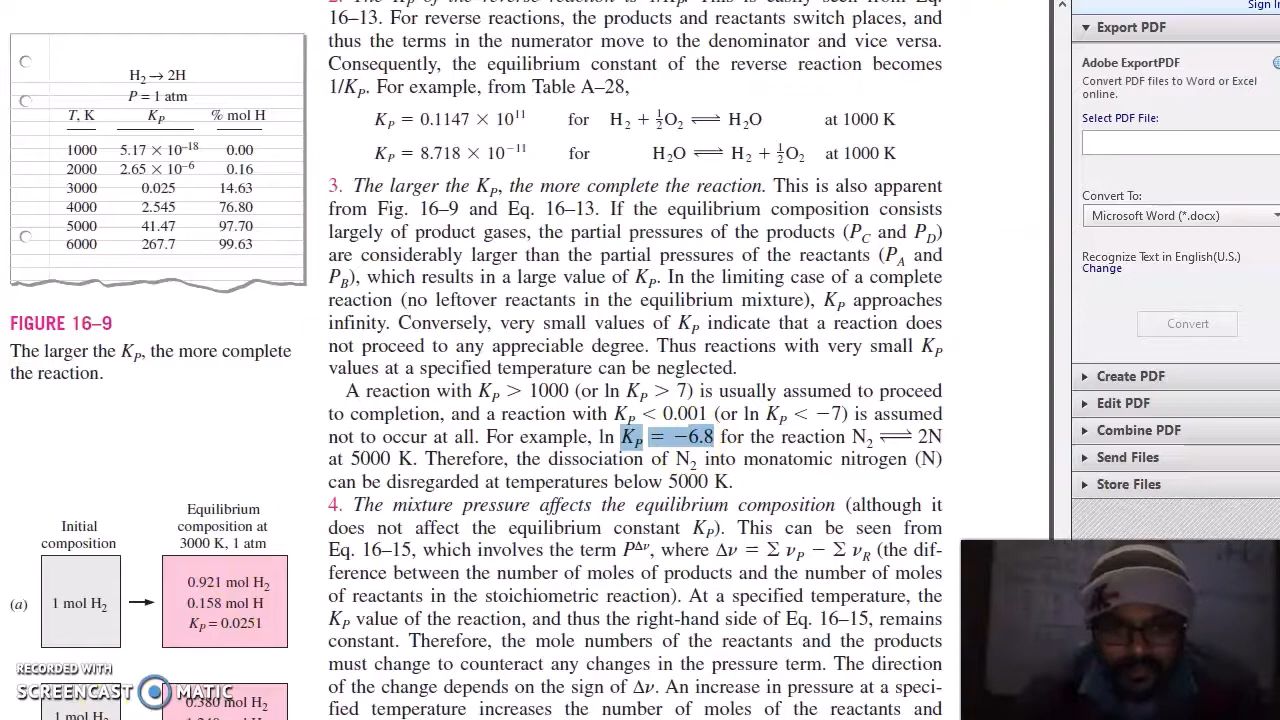 H₂ → 2H
P = 1 atm
T, K Kₚ % mol H
1000 5.17 × 10⁻¹⁸ 0.00
2000 2.65 × 10⁻⁶ 0.16
3000 0.025 14.63
4000 2.545 76.80
5000 41.47 97.70
6000 267.7 99.63
FIGURE 16–9
The larger the Kₚ, the more complete
the reaction.
Initial
composition
Equilibrium
composition at
3000 K, 1 atm
(a)
1 mol H₂
0.921 mol H₂
0.158 mol H
Kₚ = 0.0251
1 mol H₂
0.380 mol H₂
16–13. For reverse reactions, the products and reactants switch places, and
thus the terms in the numerator move to the denominator and vice versa.
Consequently, the equilibrium constant of the reverse reaction becomes
1/Kₚ. For example, from Table A–28,
Kₚ = 0.1147 × 10¹¹ for H₂ + ½O₂ ⇌ H₂O at 1000 K
Kₚ = 8.718 × 10⁻¹¹ for H₂O ⇌ H₂ + ½O₂ at 1000 K
3. The larger the Kₚ, the more complete the reaction. This is also apparent
from Fig. 16–9 and Eq. 16–13. If the equilibrium composition consists
largely of product gases, the partial pressures of the products (P_C and P_D)
are considerably larger than the partial pressures of the reactants (P_A and
P_B), which results in a large value of Kₚ. In the limiting case of a complete
reaction (no leftover reactants in the equilibrium mixture), Kₚ approaches
infinity. Conversely, very small values of Kₚ indicate that a reaction does
not proceed to any appreciable degree. Thus reactions with very small Kₚ
values at a specified temperature can be neglected.
A reaction with Kₚ > 1000 (or ln Kₚ > 7) is usually assumed to proceed
to completion, and a reaction with Kₚ < 0.001 (or ln Kₚ < −7) is assumed
not to occur at all. For example, ln Kₚ = −6.8 for the reaction N₂ ⇌ 2N
at 5000 K. Therefore, the dissociation of N₂ into monatomic nitrogen (N)
can be disregarded at temperatures below 5000 K.
4. The mixture pressure affects the equilibrium composition (although it
does not affect the equilibrium constant Kₚ). This can be seen from
Eq. 16–15, which involves the term P^Δν, where Δν = Σ ν_P − Σ ν_R (the dif-
ference between the number of moles of products and the number of moles
of reactants in the stoichiometric reaction). At a specified temperature, the
Kₚ value of the reaction, and thus the right-hand side of Eq. 16–15, remains
constant. Therefore, the mole numbers of the reactants and the products
must change to counteract any changes in the pressure term. The direction
of the change depends on the sign of Δν. An increase in pressure at a speci-
fied temperature increases the number of moles of the reactants and
Sign In
Export PDF
Adobe ExportPDF
Convert PDF files to Word or Excel
online.
Select PDF File:
Convert To:
Microsoft Word (*.docx)
Recognize Text in English(U.S.)
Change
Convert
Create PDF
Edit PDF
Combine PDF
Send Files
Store Files
RECORDED WITH
SCREENCAST MATIC